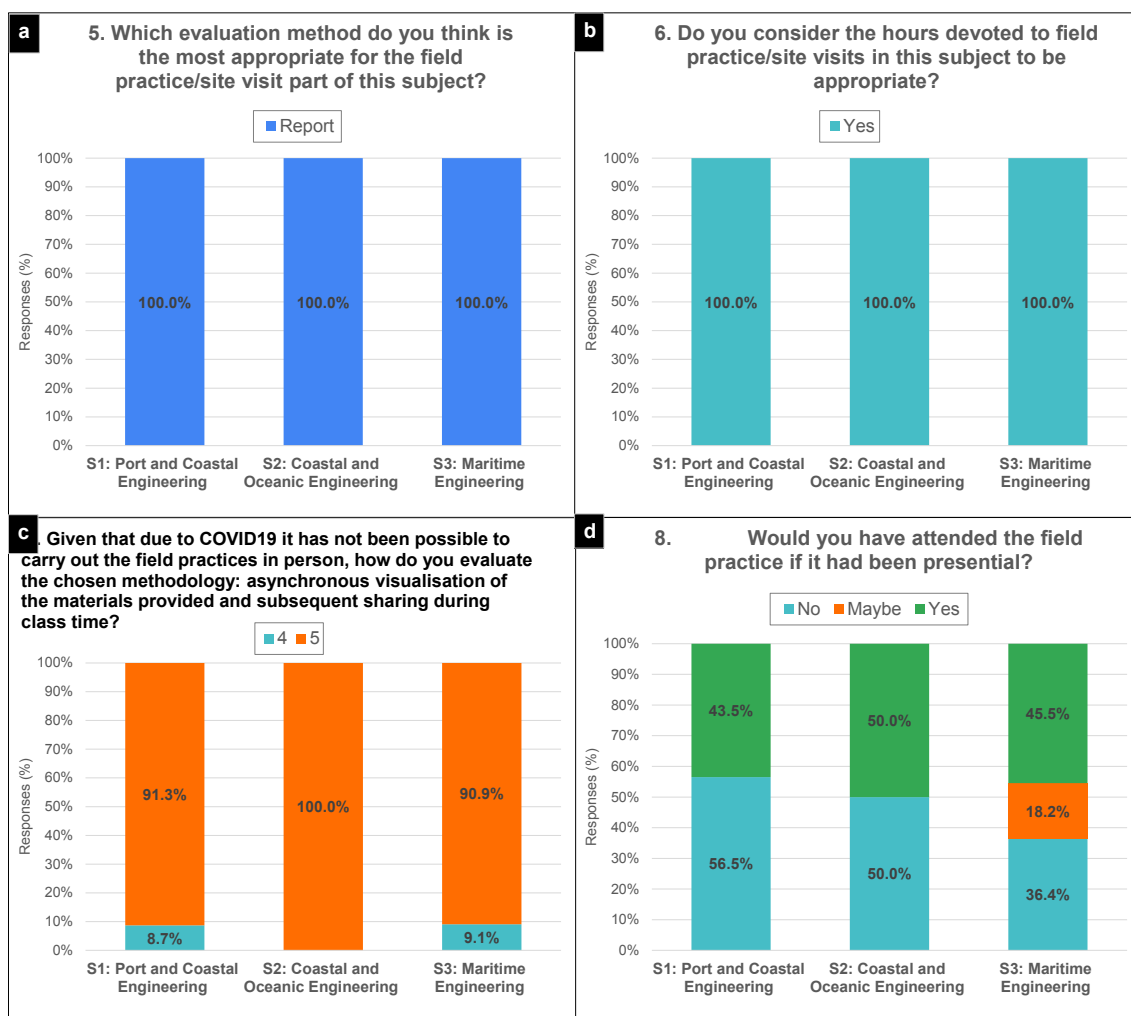 a
5. Which evaluation method do you think is
the most appropriate for the field
practice/site visit part of this subject?
Report
Responses (%)
100%
90%
80%
70%
60%
50%
40%
30%
20%
10%
0%
100.0%
100.0%
100.0%
S1: Port and Coastal
Engineering
S2: Coastal and
Oceanic Engineering
S3: Maritime
Engineering
b
6. Do you consider the hours devoted to field
practice/site visits in this subject to be
appropriate?
Yes
Responses (%)
100%
90%
80%
70%
60%
50%
40%
30%
20%
10%
0%
100.0%
100.0%
100.0%
S1: Port and Coastal
Engineering
S2: Coastal and
Oceanic Engineering
S3: Maritime
Engineering
c
. Given that due to COVID19 it has not been possible to
carry out the field practices in person, how do you evaluate
the chosen methodology: asynchronous visualisation of
the materials provided and subsequent sharing during
class time?
4 5
Responses (%)
100%
90%
80%
70%
60%
50%
40%
30%
20%
10%
0%
91.3%
100.0%
90.9%
8.7%
9.1%
S1: Port and Coastal
Engineering
S2: Coastal and
Oceanic Engineering
S3: Maritime
Engineering
d
8. Would you have attended the field
practice if it had been presential?
No Maybe Yes
Responses (%)
100%
90%
80%
70%
60%
50%
40%
30%
20%
10%
0%
43.5%
50.0%
45.5%
18.2%
56.5%
50.0%
36.4%
S1: Port and Coastal
Engineering
S2: Coastal and
Oceanic Engineering
S3: Maritime
Engineering